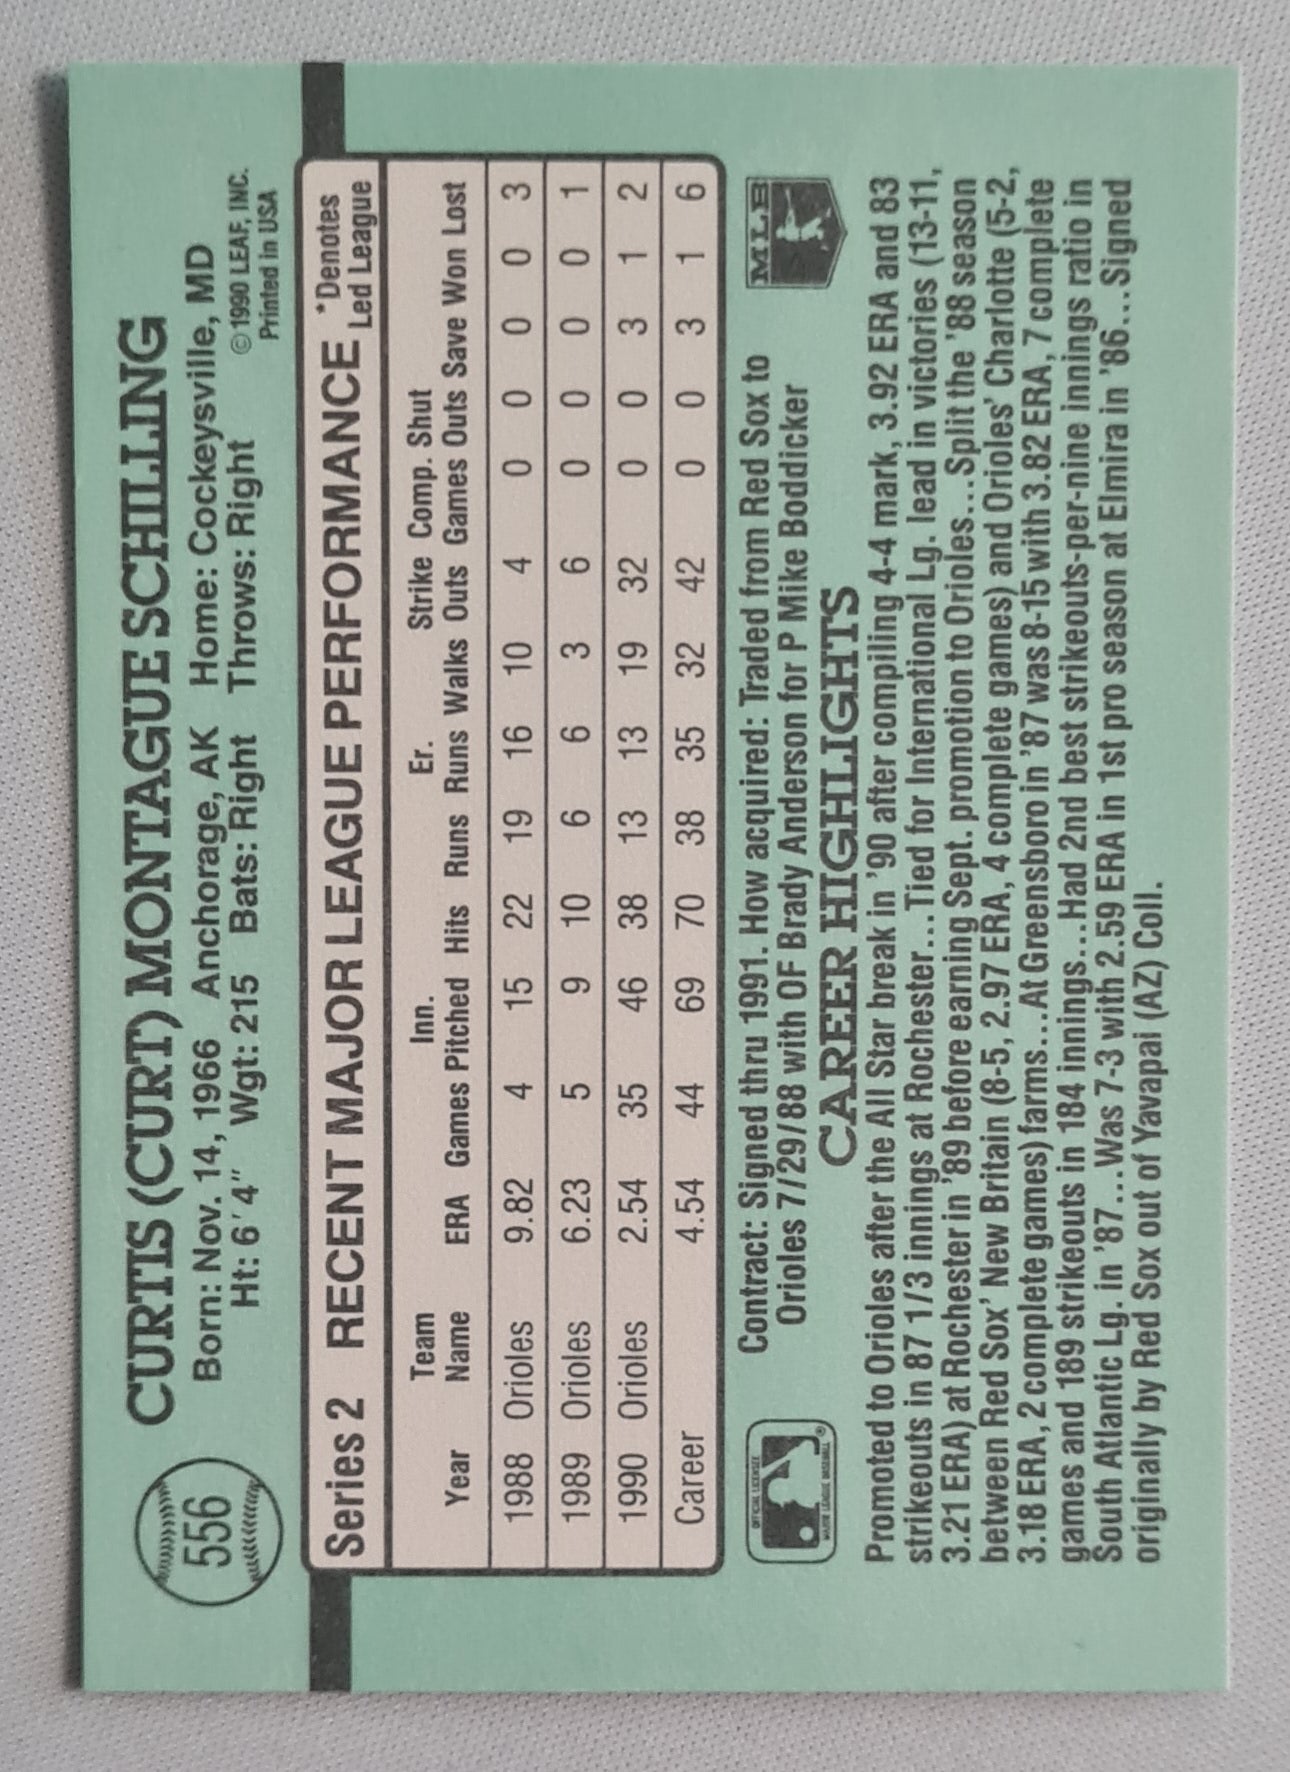 556
CURTIS (CURT) MONTAGUE SCHILLING
Born: Nov. 14, 1966 Anchorage, AK Home: Cockeysville, MD
Ht: 6´4˝ Wgt: 215 Bats: Right Throws: Right
© 1990 LEAF, INC.
Printed in USA
Series 2 RECENT MAJOR LEAGUE PERFORMANCE *Denotes Led League
Year Team Name ERA Games Inn. Pitched Hits Runs Er. Runs Walks Strike Outs Comp. Games Shut Outs Save Won Lost
1988 Orioles 9.82 4 15 22 19 16 10 4 0 0 0 0 3
1989 Orioles 6.23 5 9 10 6 6 3 6 0 0 0 0 1
1990 Orioles 2.54 35 46 38 13 13 19 32 0 0 3 1 2
Career 4.54 44 69 70 38 35 32 42 0 0 3 1 6
OFFICIAL LICENSEE
MAJOR LEAGUE BASEBALL
®
Contract: Signed thru 1991. How acquired: Traded from Red Sox to
Orioles 7/29/88 with OF Brady Anderson for P Mike Boddicker
MLB
CAREER HIGHLIGHTS
Promoted to Orioles after the All Star break in '90 after compiling 4-4 mark, 3.92 ERA and 83
strikeouts in 87 1/3 innings at Rochester...Tied for International Lg. lead in victories (13-11,
3.21 ERA) at Rochester in '89 before earning Sept. promotion to Orioles...Split the '88 season
between Red Sox' New Britain (8-5, 2.97 ERA, 4 complete games) and Orioles' Charlotte (5-2,
3.18 ERA, 2 complete games) farms...At Greensboro in '87 was 8-15 with 3.82 ERA, 7 complete
games and 189 strikeouts in 184 innings...Had 2nd best strikeouts-per-nine innings ratio in
South Atlantic Lg. in '87...Was 7-3 with 2.59 ERA in 1st pro season at Elmira in '86...Signed
originally by Red Sox out of Yavapai (AZ) Coll.